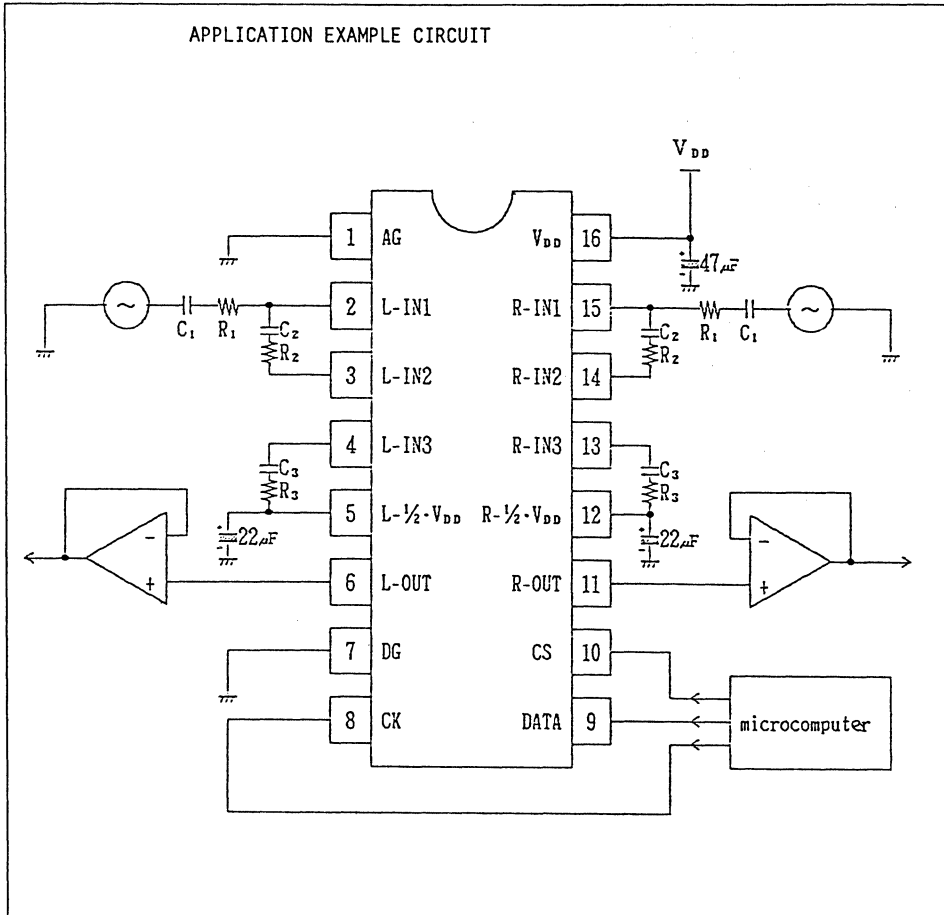 APPLICATION EXAMPLE CIRCUIT
V DD
1 AG V DD 16
47μF
2 L-IN1 R-IN1 15
C₁ R₁ C₂ R₂
C₂ R₂ R₁ C₁
3 L-IN2 R-IN2 14
4 L-IN3 R-IN3 13
C₃ R₃
C₃ R₃
5 L-½·V DD R-½·V DD 12
22μF
22μF
6 L-OUT R-OUT 11
7 DG CS 10
8 CK DATA 9
microcomputer